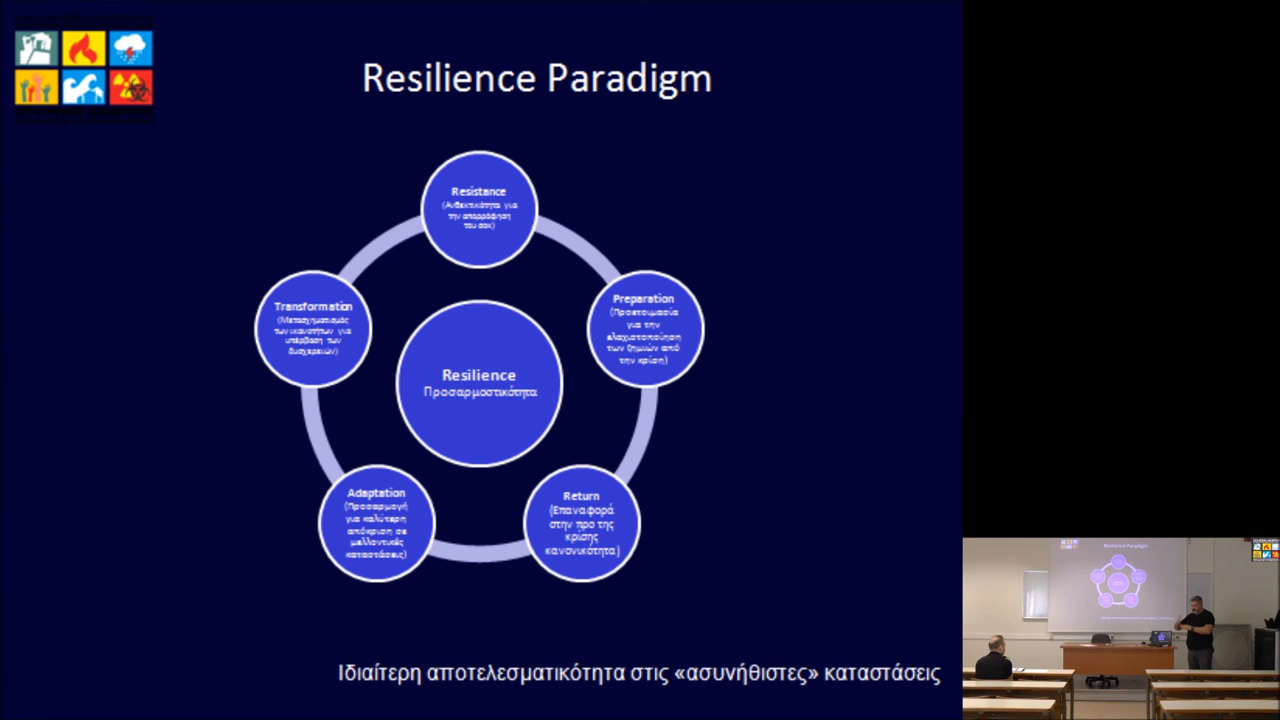 Resilience Paradigm
Resistance
(Ανθεκτικότητα για
την απορρόφηση
του σοκ)
Transformation
(Μετασχηματισμός
των ικανοτήτων για
υπέρβαση των
δυσχερειών)
Preparation
(Προετοιμασία
για την
ελαχιστοποίηση
των ζημιών από
την κρίση)
Resilience
Προσαρμοστικότητα
Adaptation
(Προσαρμογή
για καλύτερη
απόκριση σε
μελλοντικές
καταστάσεις)
Return
(Επαναφορά
στην προ της
κρίσης
κανονικότητα)
Ιδιαίτερη αποτελεσματικότητα στις «ασυνήθιστες» καταστάσεις
Resilience Paradigm